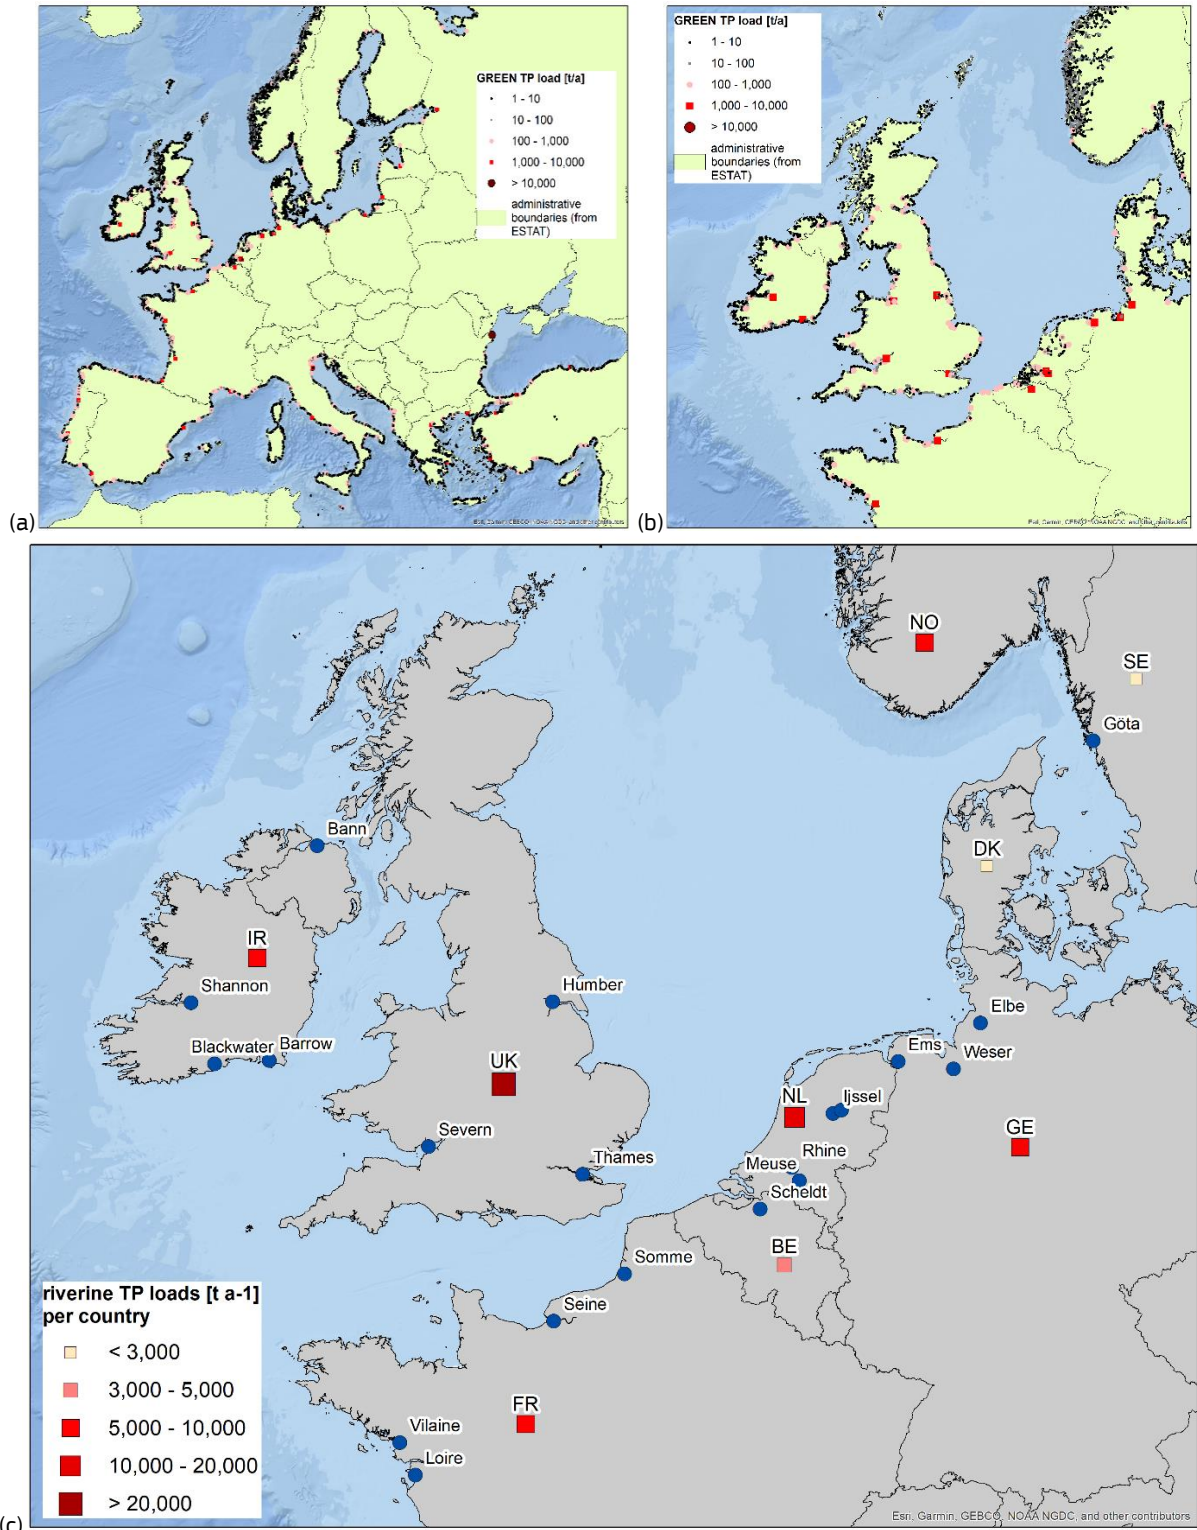 GREEN TP load [t/a]
1 - 10
10 - 100
100 - 1,000
1,000 - 10,000
> 10,000
administrative
boundaries (from
ESTAT)
(a)
GREEN TP load [t/a]
1 - 10
10 - 100
100 - 1,000
1,000 - 10,000
> 10,000
administrative
boundaries (from
ESTAT)
(b)
NO
SE
Göta
Bann
DK
IR
Shannon
Humber
Elbe
Blackwater
Barrow
Ems
Weser
UK
NL
Ijssel
GE
Severn
Thames
Rhine
Meuse
Scheldt
BE
Somme
Seine
FR
Vilaine
Loire
riverine TP loads [t a-1]
per country
< 3,000
3,000 - 5,000
5,000 - 10,000
10,000 - 20,000
> 20,000
Esri, Garmin, GEBCO, NOAA NGDC, and other contributors
(c)